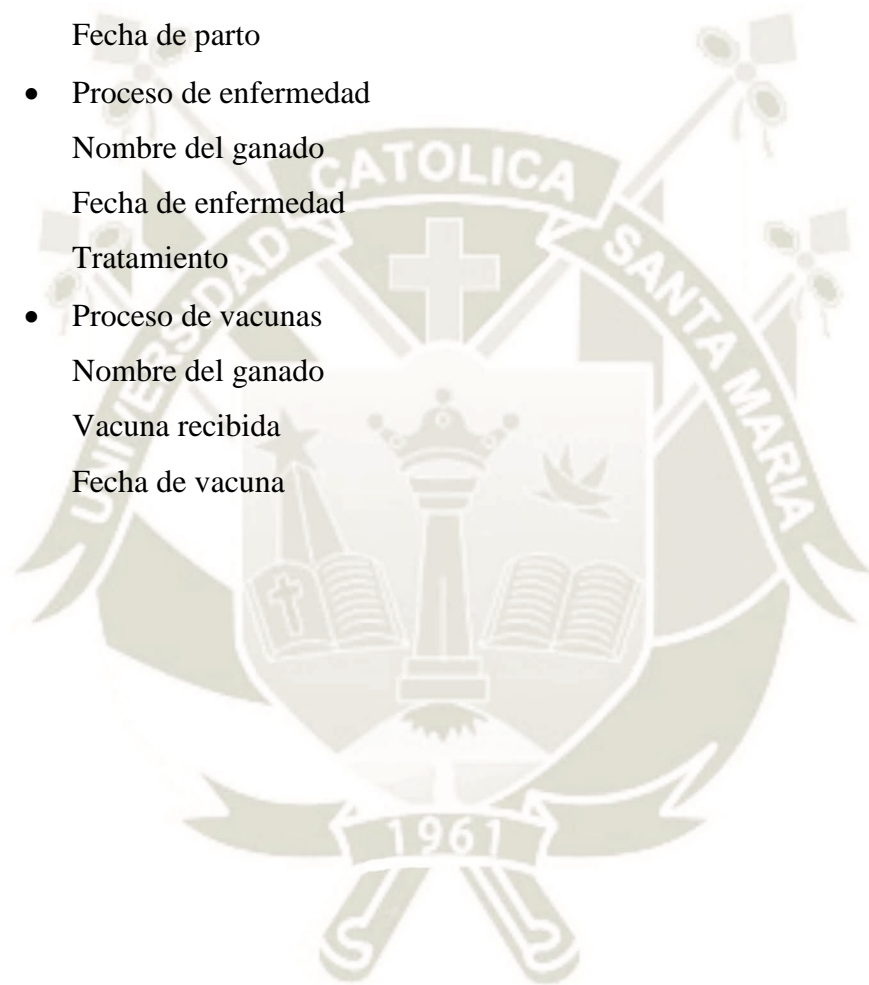 Fecha de parto
• Proceso de enfermedad
Nombre del ganado
Fecha de enfermedad
Tratamiento
• Proceso de vacunas
Nombre del ganado
Vacuna recibida
Fecha de vacuna
UNIVERSIDAD CATOLICA SANTA MARIA
1961